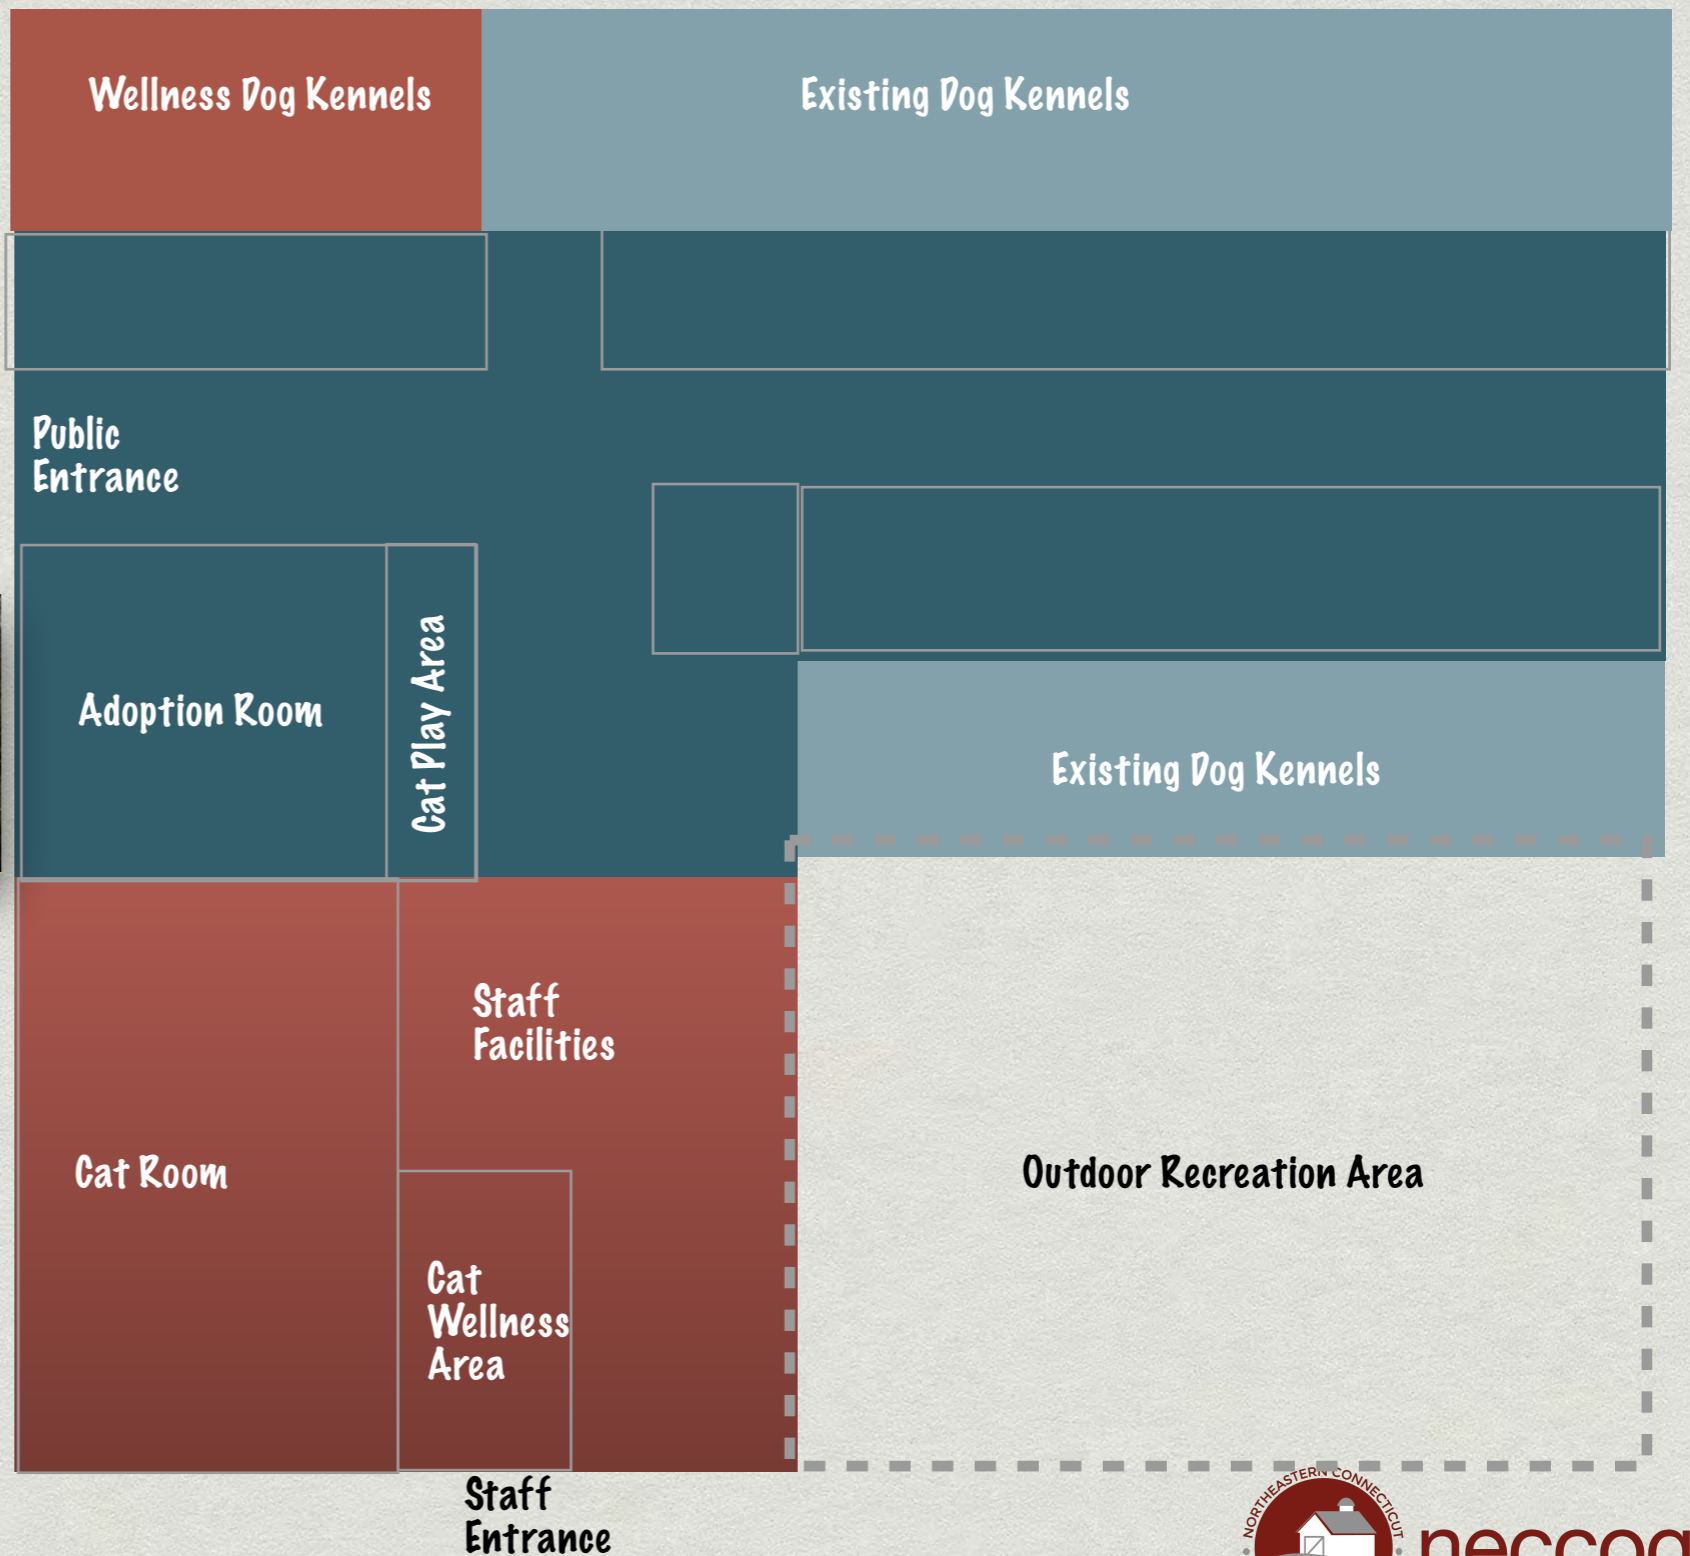 Wellness Dog Kennels
Existing Dog Kennels
Public
Entrance
Adoption Room
Cat Play Area
Existing Dog Kennels
Staff
Facilities
Cat Room
Outdoor Recreation Area
Cat
Wellness
Area
Staff
Entrance
NORTHEASTERN CONNECTICUT
neccog